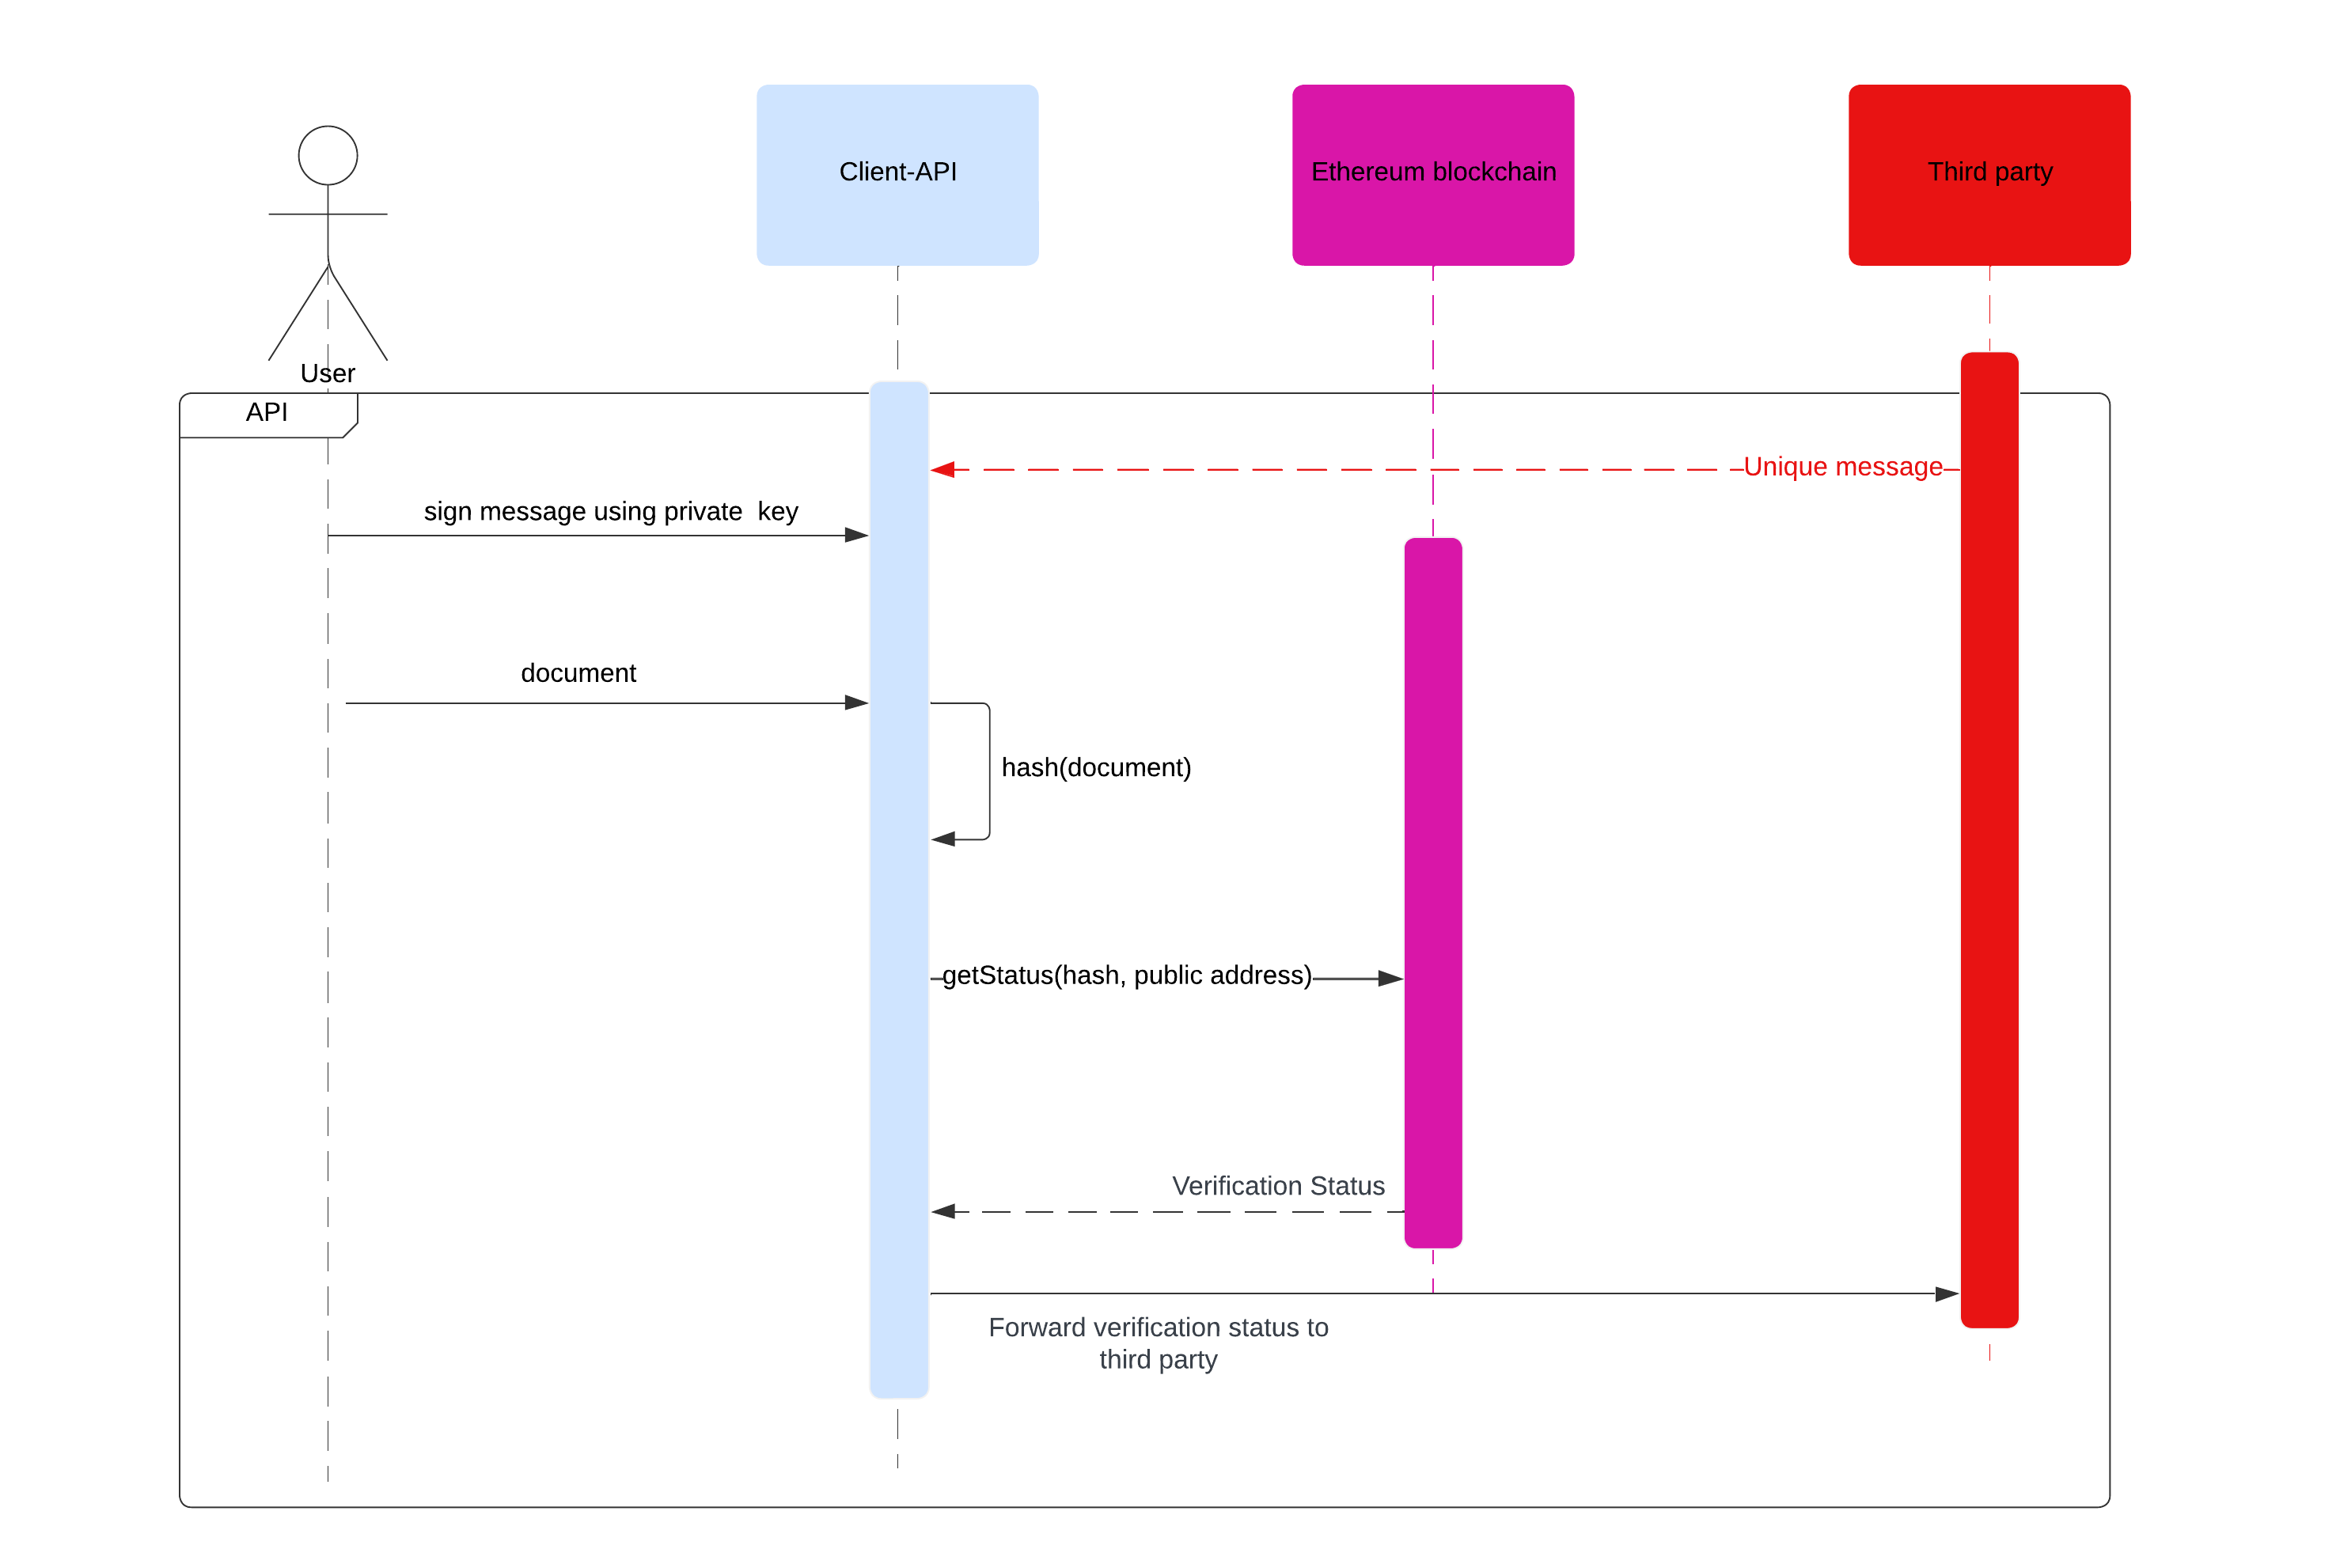 Client-API
Ethereum blockchain
Third party
User
API
Unique message
sign message using private  key
document
hash(document)
getStatus(hash, public address)
Verification Status
Forward verification status to
third party